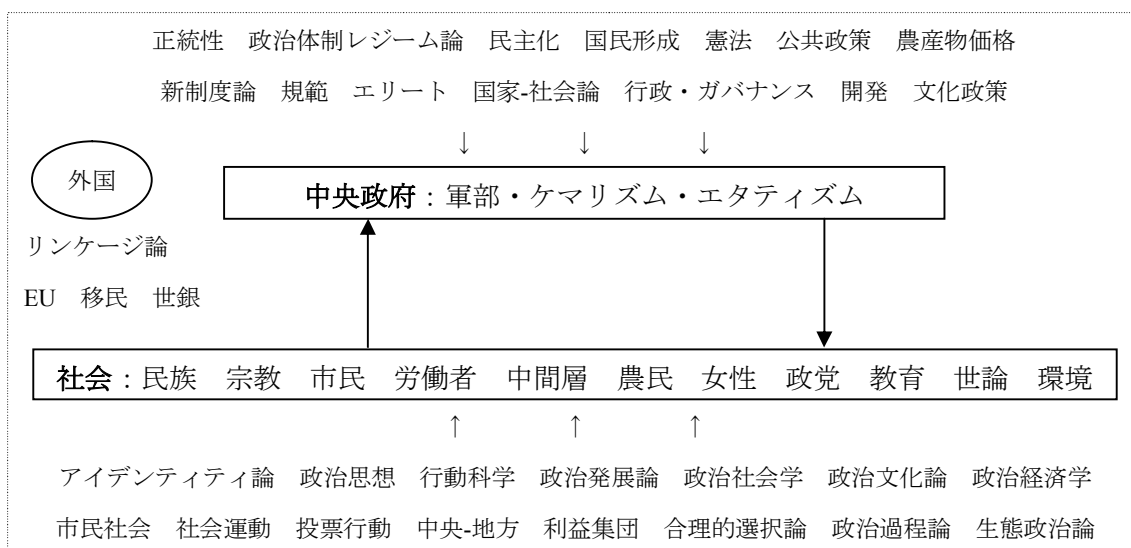 正統性 政治体制レジーム論 民主化 国民形成 憲法 公共政策 農産物価格
新制度論 規範 エリート 国家-社会論 行政・ガバナンス 開発 文化政策
↓ ↓ ↓
外国
中央政府：軍部・ケマリズム・エタティズム
リンケージ論
EU 移民 世銀
社会：民族 宗教 市民 労働者 中間層 農民 女性 政党 教育 世論 環境
↑ ↑ ↑
アイデンティティ論 政治思想 行動科学 政治発展論 政治社会学 政治文化論 政治経済学
市民社会 社会運動 投票行動 中央-地方 利益集団 合理的選択論 政治過程論 生態政治論